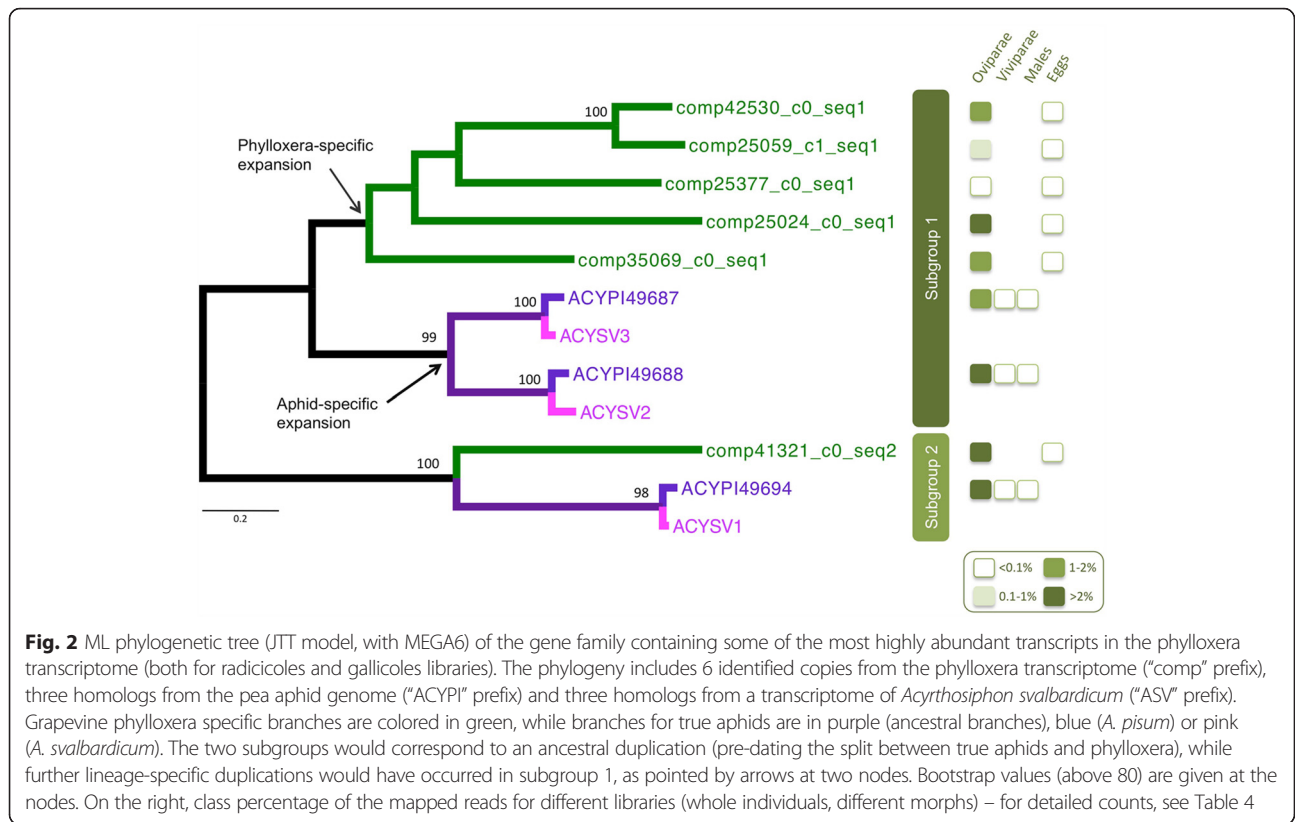 Oviparae
Viviparae
Males
Eggs
100
comp42530_c0_seq1
comp25059_c1_seq1
Phylloxera-specific
expansion
comp25377_c0_seq1
comp25024_c0_seq1
comp35069_c0_seq1
Subgroup 1
100
ACYPI49687
ACYSV3
99
100
ACYPI49688
ACYSV2
Aphid-specific
expansion
comp41321_c0_seq2
100
Subgroup 2
98
ACYPI49694
ACYSV1
0.2
<0.1%
1-2%
0.1-1%
>2%
Fig. 2 ML phylogenetic tree (JTT model, with MEGA6) of the gene family containing some of the most highly abundant transcripts in the phylloxera
transcriptome (both for radicicoles and gallicoles libraries). The phylogeny includes 6 identified copies from the phylloxera transcriptome (“comp” prefix),
three homologs from the pea aphid genome (“ACYPI” prefix) and three homologs from a transcriptome of Acyrthosiphon svalbardicum (“ASV” prefix).
Grapevine phylloxera specific branches are colored in green, while branches for true aphids are in purple (ancestral branches), blue (A. pisum) or pink
(A. svalbardicum). The two subgroups would correspond to an ancestral duplication (pre-dating the split between true aphids and phylloxera), while
further lineage-specific duplications would have occurred in subgroup 1, as pointed by arrows at two nodes. Bootstrap values (above 80) are given at the
nodes. On the right, class percentage of the mapped reads for different libraries (whole individuals, different morphs) – for detailed counts, see Table 4